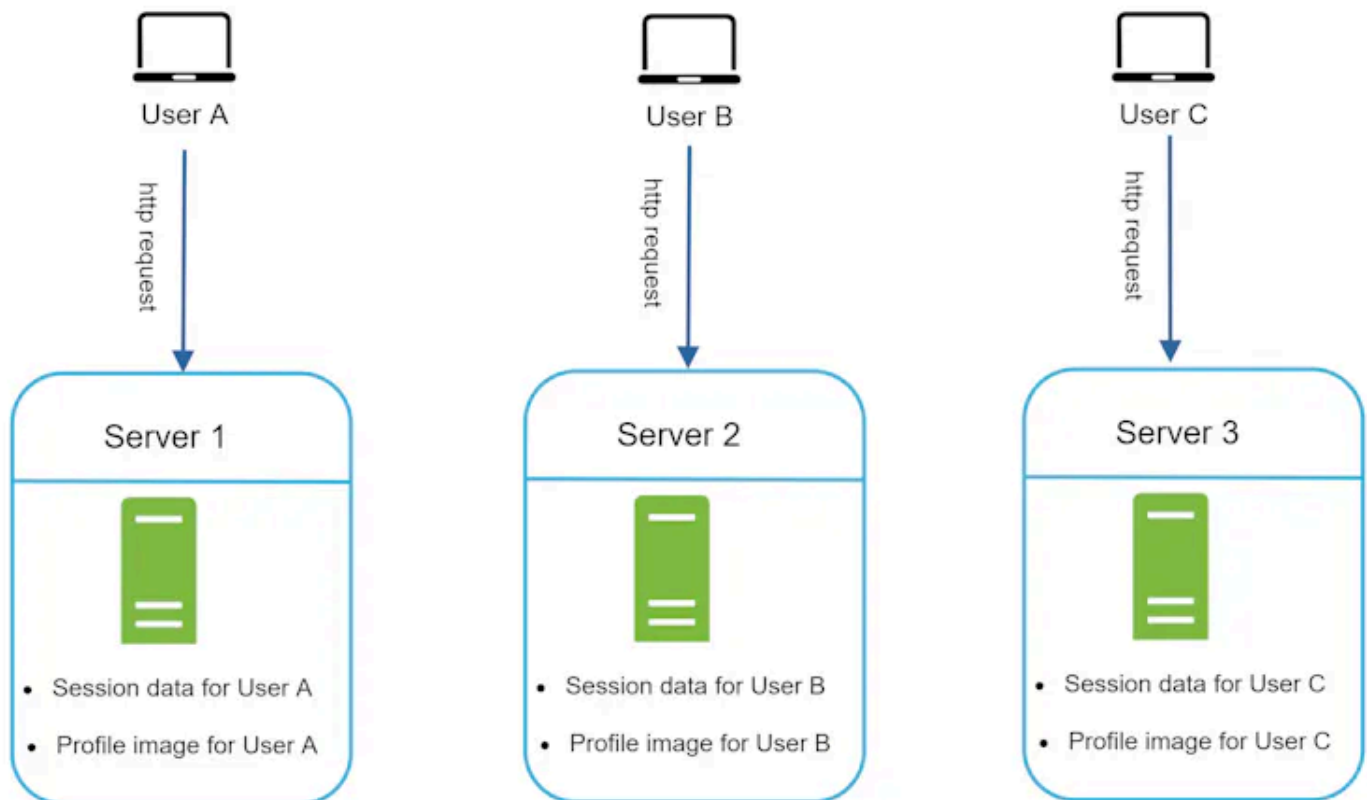 User A
User B
User C
http request
http request
http request
Server 1
Server 2
Server 3
• Session data for User A
• Profile image for User A
• Session data for User B
• Profile image for User B
• Session data for User C
• Profile image for User C